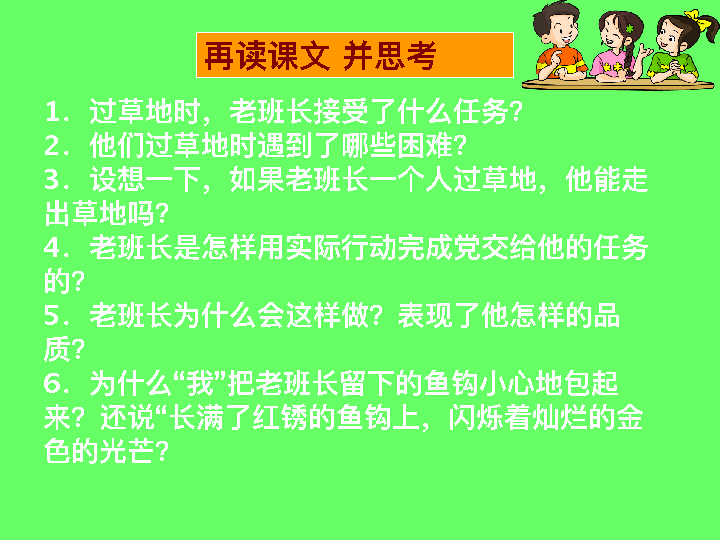 再读课文 并思考
1．过草地时，老班长接受了什么任务？
2．他们过草地时遇到了哪些困难？
3．设想一下，如果老班长一个人过草地，他能走
出草地吗？
4．老班长是怎样用实际行动完成党交给他的任务
的？
5．老班长为什么会这样做？表现了他怎样的品
质？
6．为什么“我”把老班长留下的鱼钩小心地包起
来？还说“长满了红锈的鱼钩上，闪烁着灿烂的金
色的光芒？